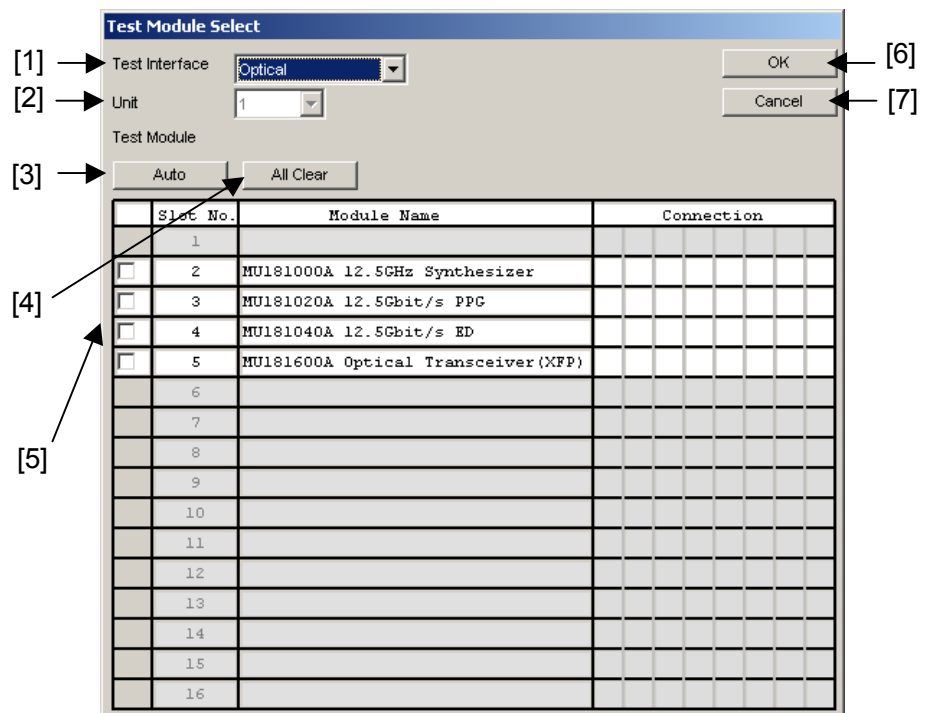 Test Module Select
[1] Test Interface Optical OK [6]
[2] Unit 1 Cancel [7]
Test Module
[3] Auto All Clear
Slot No. Module Name Connection
1
2 MU181000A 12.5GHz Synthesizer
[4] 3 MU181020A 12.5Gbit/s PPG
4 MU181040A 12.5Gbit/s ED
5 MU181600A Optical Transceiver(XFP)
6
7
[5] 8
9
10
11
12
13
14
15
16